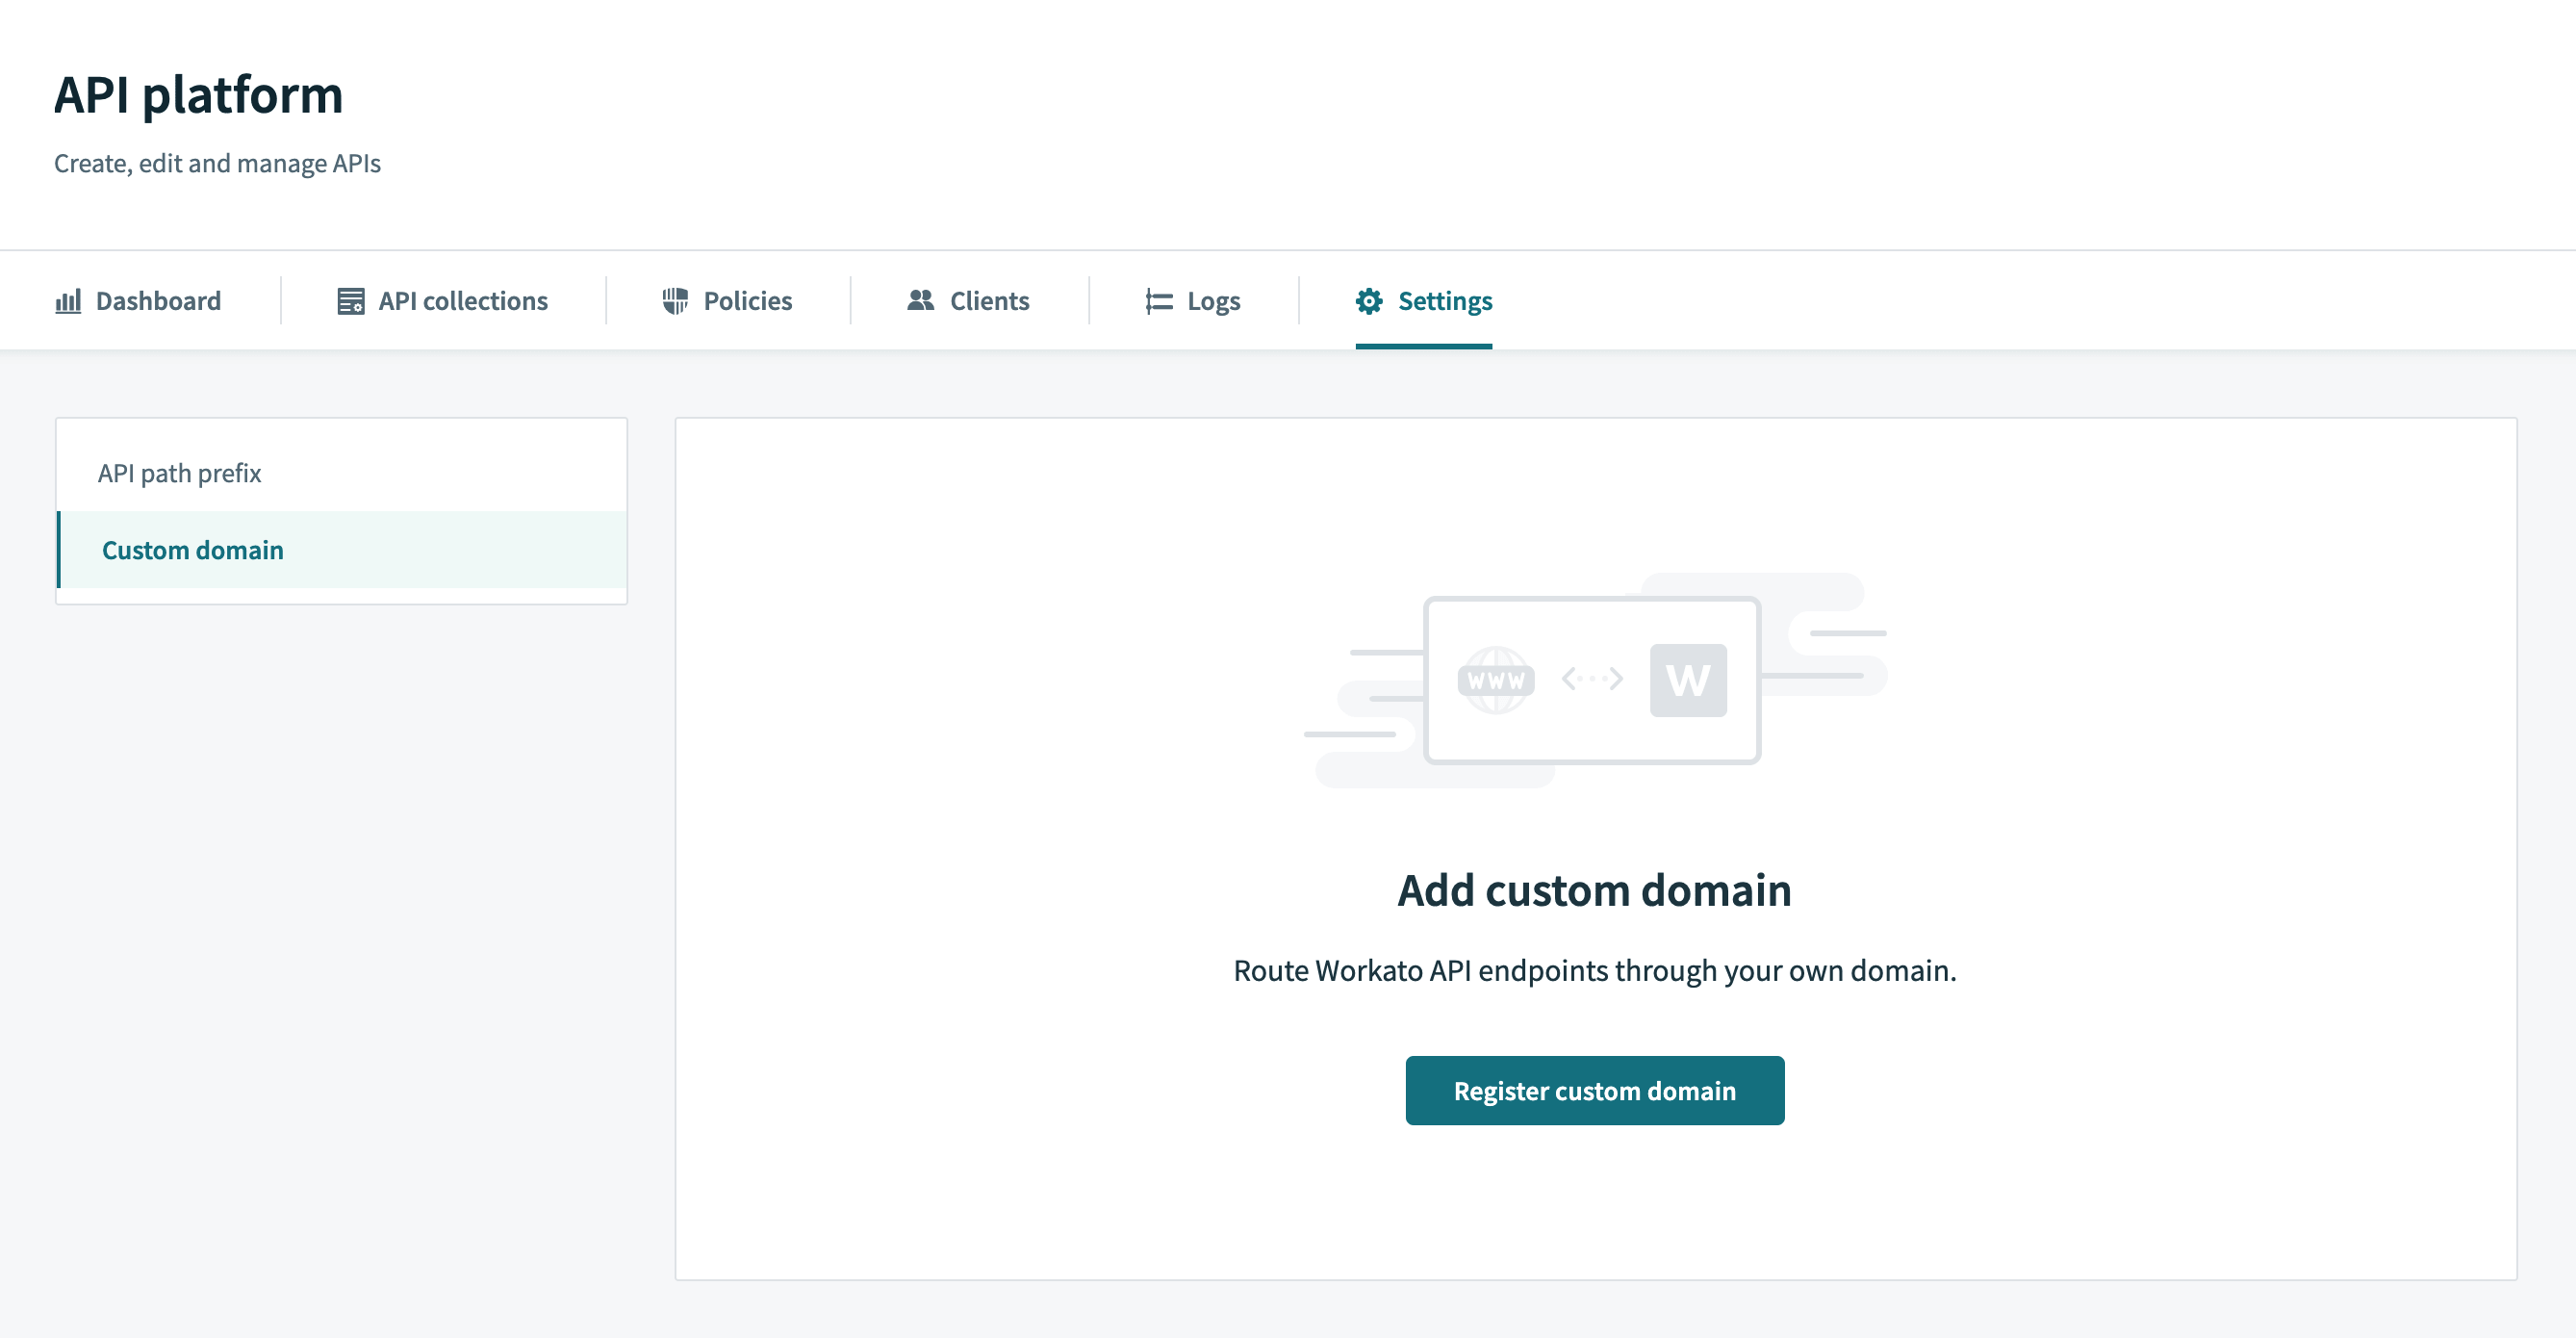 API platform
Create, edit and manage APIs
Dashboard
API collections
Policies
Clients
Logs
Settings
API path prefix
Custom domain
WWW
W
Add custom domain
Route Workato API endpoints through your own domain.
Register custom domain